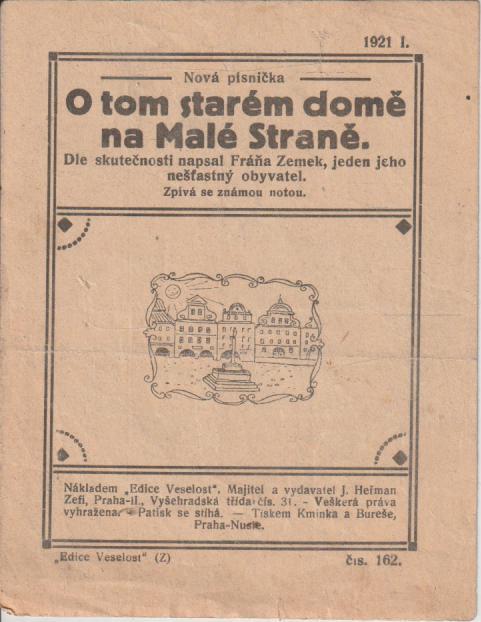 1921 I.
Nová písnička
O tom starém domě
na Malé Straně.
Dle skutečnosti napsal Fráňa Zemek, jeden jeho
nešťastný obyvatel.
Zpívá se známou notou.
Nákladem „Edice Veselost". Majitel a vydavatel J. Heřman
Zefi, Praha-II., Vyšehradská třída čís. 31. - Veškerá práva
vyhražena. - Patisk se stíhá. — Tiskem Kminka a Bureše,
Praha-Nusle.
„Edice Veselost" (Z)
čís. 162.